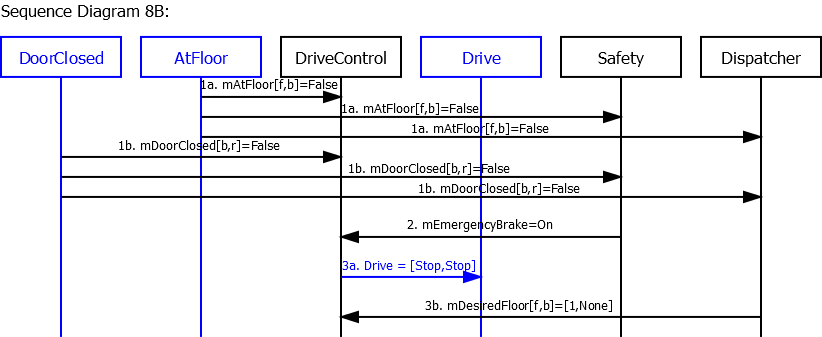 Sequence Diagram 8B:
DoorClosed
AtFloor
DriveControl
Drive
Safety
Dispatcher
1a. mAtFloor[f,b]=False
1a. mAtFloor[f,b]=False
1a. mAtFloor[f,b]=False
1b. mDoorClosed[b,r]=False
1b. mDoorClosed[b,r]=False
1b. mDoorClosed[b,r]=False
2. mEmergencyBrake=On
3a. Drive = [Stop,Stop]
3b. mDesiredFloor[f,b]=[1,None]